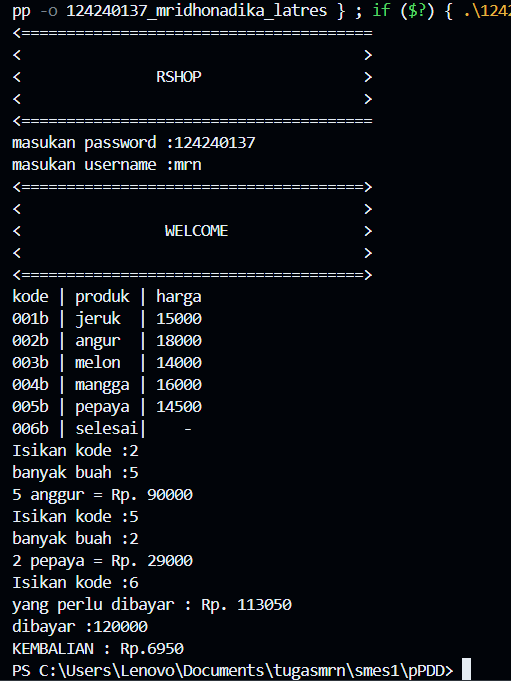 pp -o 124240137_mridhonadika_latres } ; if ($?) { .\1242
<========================================
<                                       >
<                RSHOP                  >
<                                       >
<========================================
masukan password :124240137
masukan username :mrn
<=======================================>
<                                       >
<                 WELCOME               >
<                                       >
<=======================================>
kode | produk | harga
001b | jeruk  | 15000
002b | angur  | 18000
003b | melon  | 14000
004b | mangga | 16000
005b | pepaya | 14500
006b | selesai|    -
Isikan kode :2
banyak buah :5
5 anggur = Rp. 90000
Isikan kode :5
banyak buah :2
2 pepaya = Rp. 29000
Isikan kode :6
yang perlu dibayar : Rp. 113050
dibayar :120000
KEMBALIAN : Rp.6950
PS C:\Users\Lenovo\Documents\tugasmrn\smes1\pPDD>